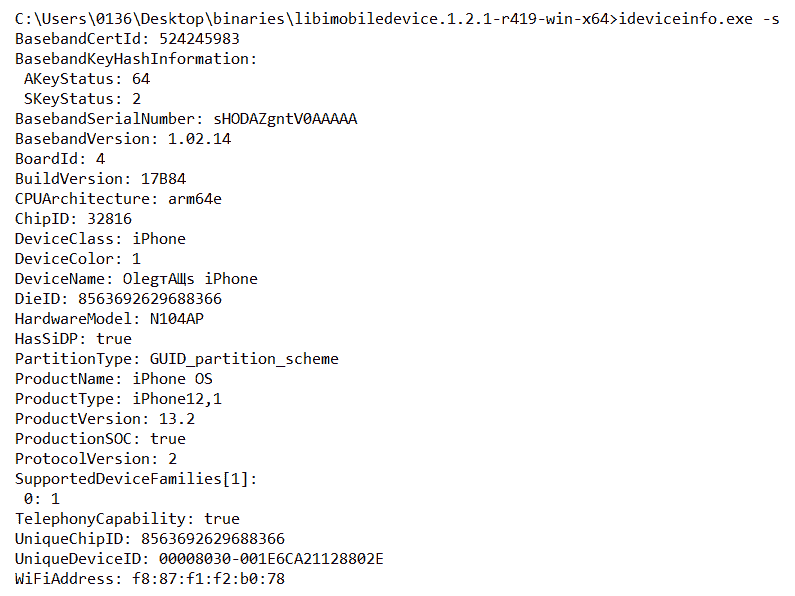 C:\Users\0136\Desktop\binaries\libimobiledevice.1.2.1-r419-win-x64>ideviceinfo.exe -s
BasebandCertId: 524245983
BasebandKeyHashInformation:
 AKeyStatus: 64
 SKeyStatus: 2
BasebandSerialNumber: sHODAZgntV0AAAAA
BasebandVersion: 1.02.14
BoardId: 4
BuildVersion: 17B84
CPUArchitecture: arm64e
ChipID: 32816
DeviceClass: iPhone
DeviceColor: 1
DeviceName: OlegтАЩs iPhone
DieID: 8563692629688366
HardwareModel: N104AP
HasSiDP: true
PartitionType: GUID_partition_scheme
ProductName: iPhone OS
ProductType: iPhone12,1
ProductVersion: 13.2
ProductionSOC: true
ProtocolVersion: 2
SupportedDeviceFamilies[1]:
 0: 1
TelephonyCapability: true
UniqueChipID: 8563692629688366
UniqueDeviceID: 00008030-001E6CA21128802E
WiFiAddress: f8:87:f1:f2:b0:78